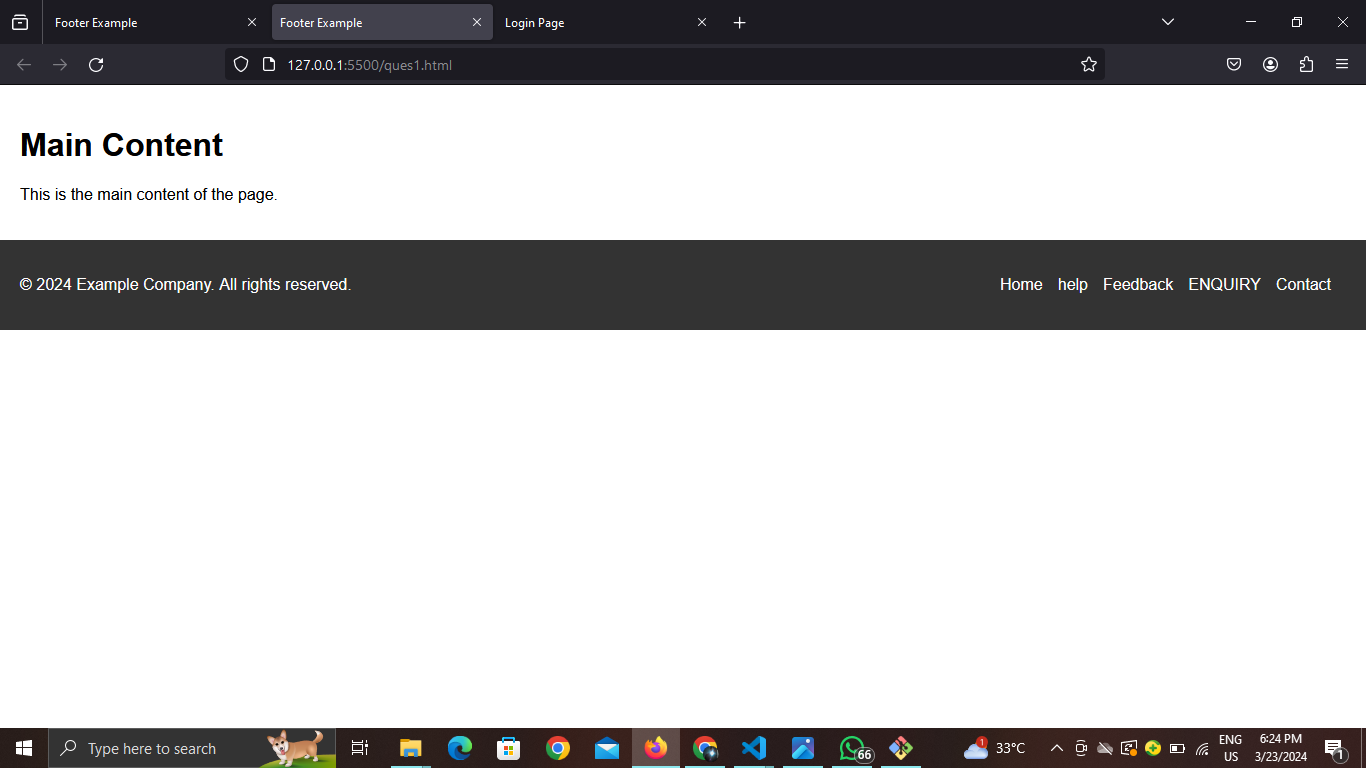 Footer Example
Footer Example
Login Page
127.0.0.1:5500/ques1.html
Main Content
This is the main content of the page.
© 2024 Example Company. All rights reserved.
Home help Feedback ENQUIRY Contact
Type here to search
66
1
33°C
ENG
US
6:24 PM
3/23/2024
1